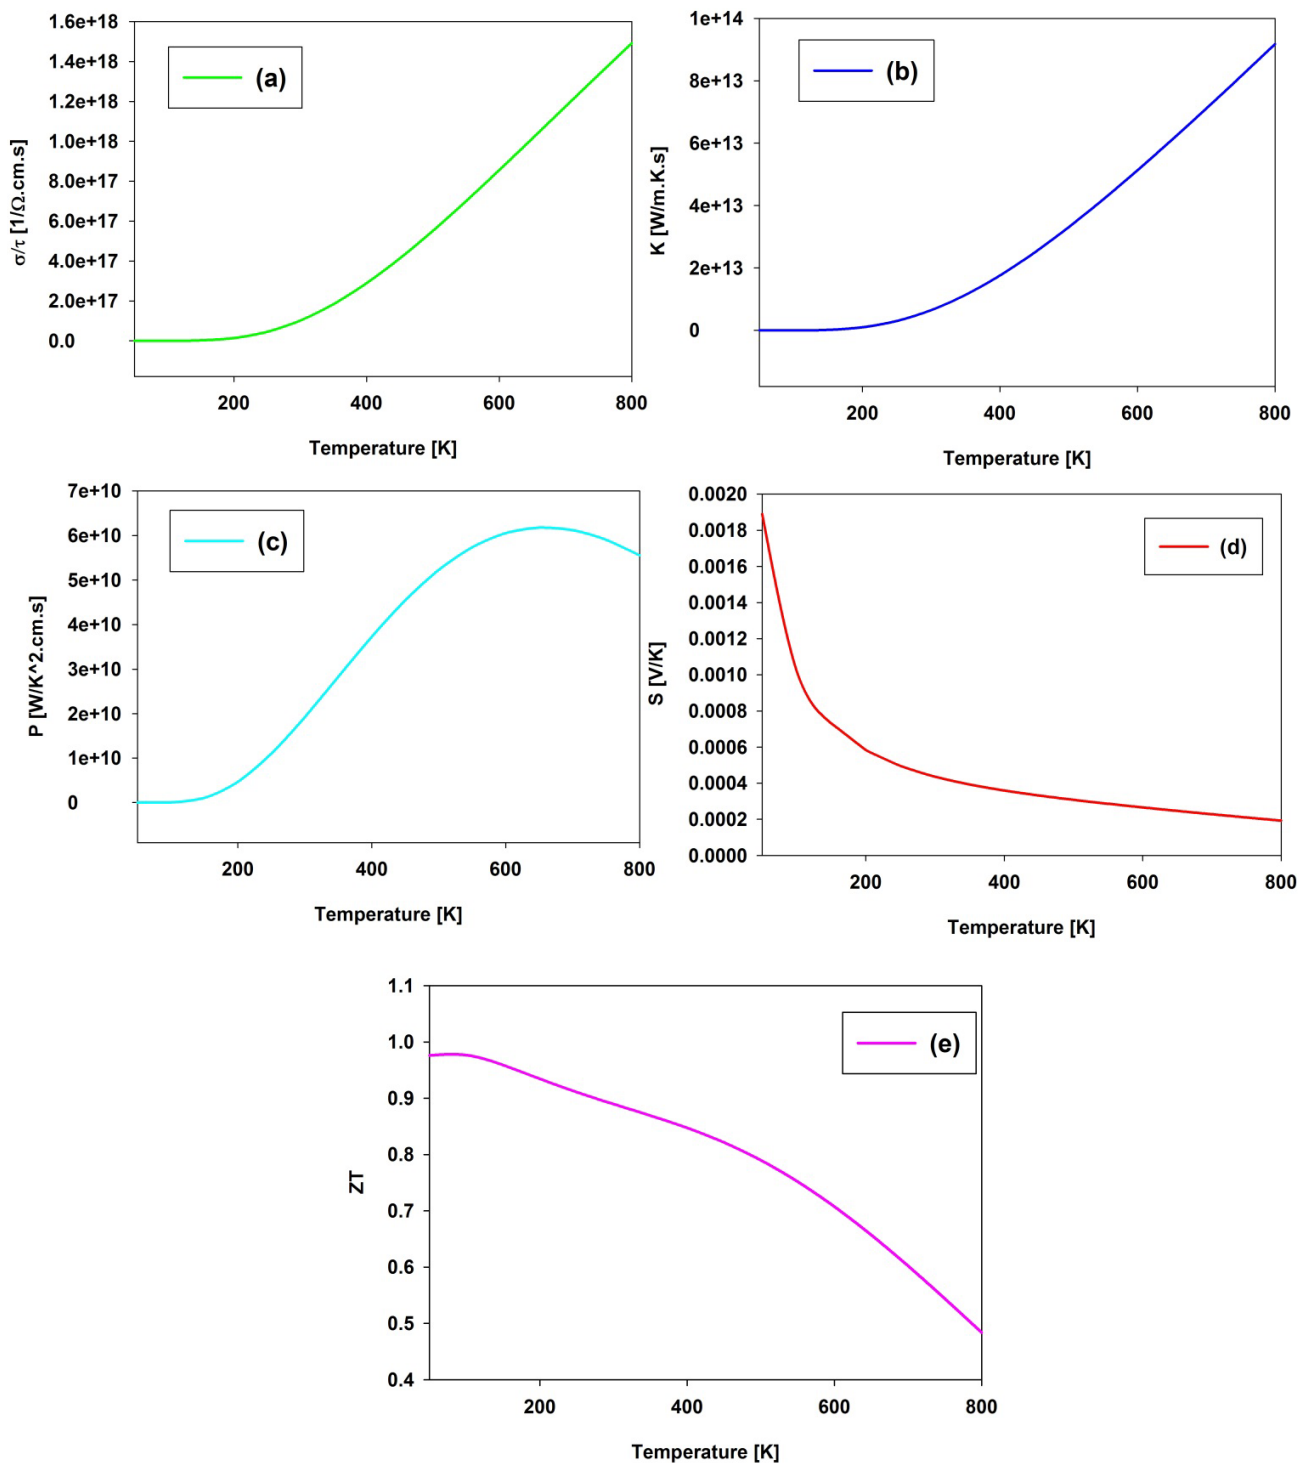 (a)
1.6e+18
1.4e+18
1.2e+18
1.0e+18
8.0e+17
6.0e+17
4.0e+17
2.0e+17
0.0
σ/τ [1/Ω.cm.s]
200
400
600
800
Temperature [K]
(b)
1e+14
8e+13
6e+13
4e+13
2e+13
0
K [W/m.K.s]
200
400
600
800
Temperature [K]
(c)
7e+10
6e+10
5e+10
4e+10
3e+10
2e+10
1e+10
0
P [W/K^2.cm.s]
200
400
600
800
Temperature [K]
(d)
0.0020
0.0018
0.0016
0.0014
0.0012
0.0010
0.0008
0.0006
0.0004
0.0002
0.0000
S [V/K]
200
400
600
800
Temperature [K]
(e)
1.1
1.0
0.9
0.8
0.7
0.6
0.5
0.4
ZT
200
400
600
800
Temperature [K]